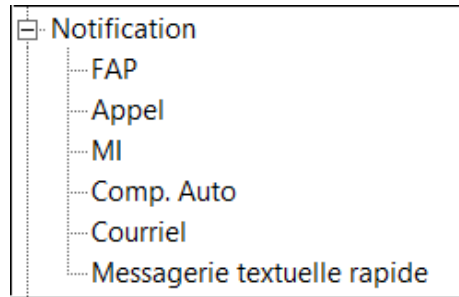 Notification
FAP
Appel
MI
Comp. Auto
Courriel
Messagerie textuelle rapide